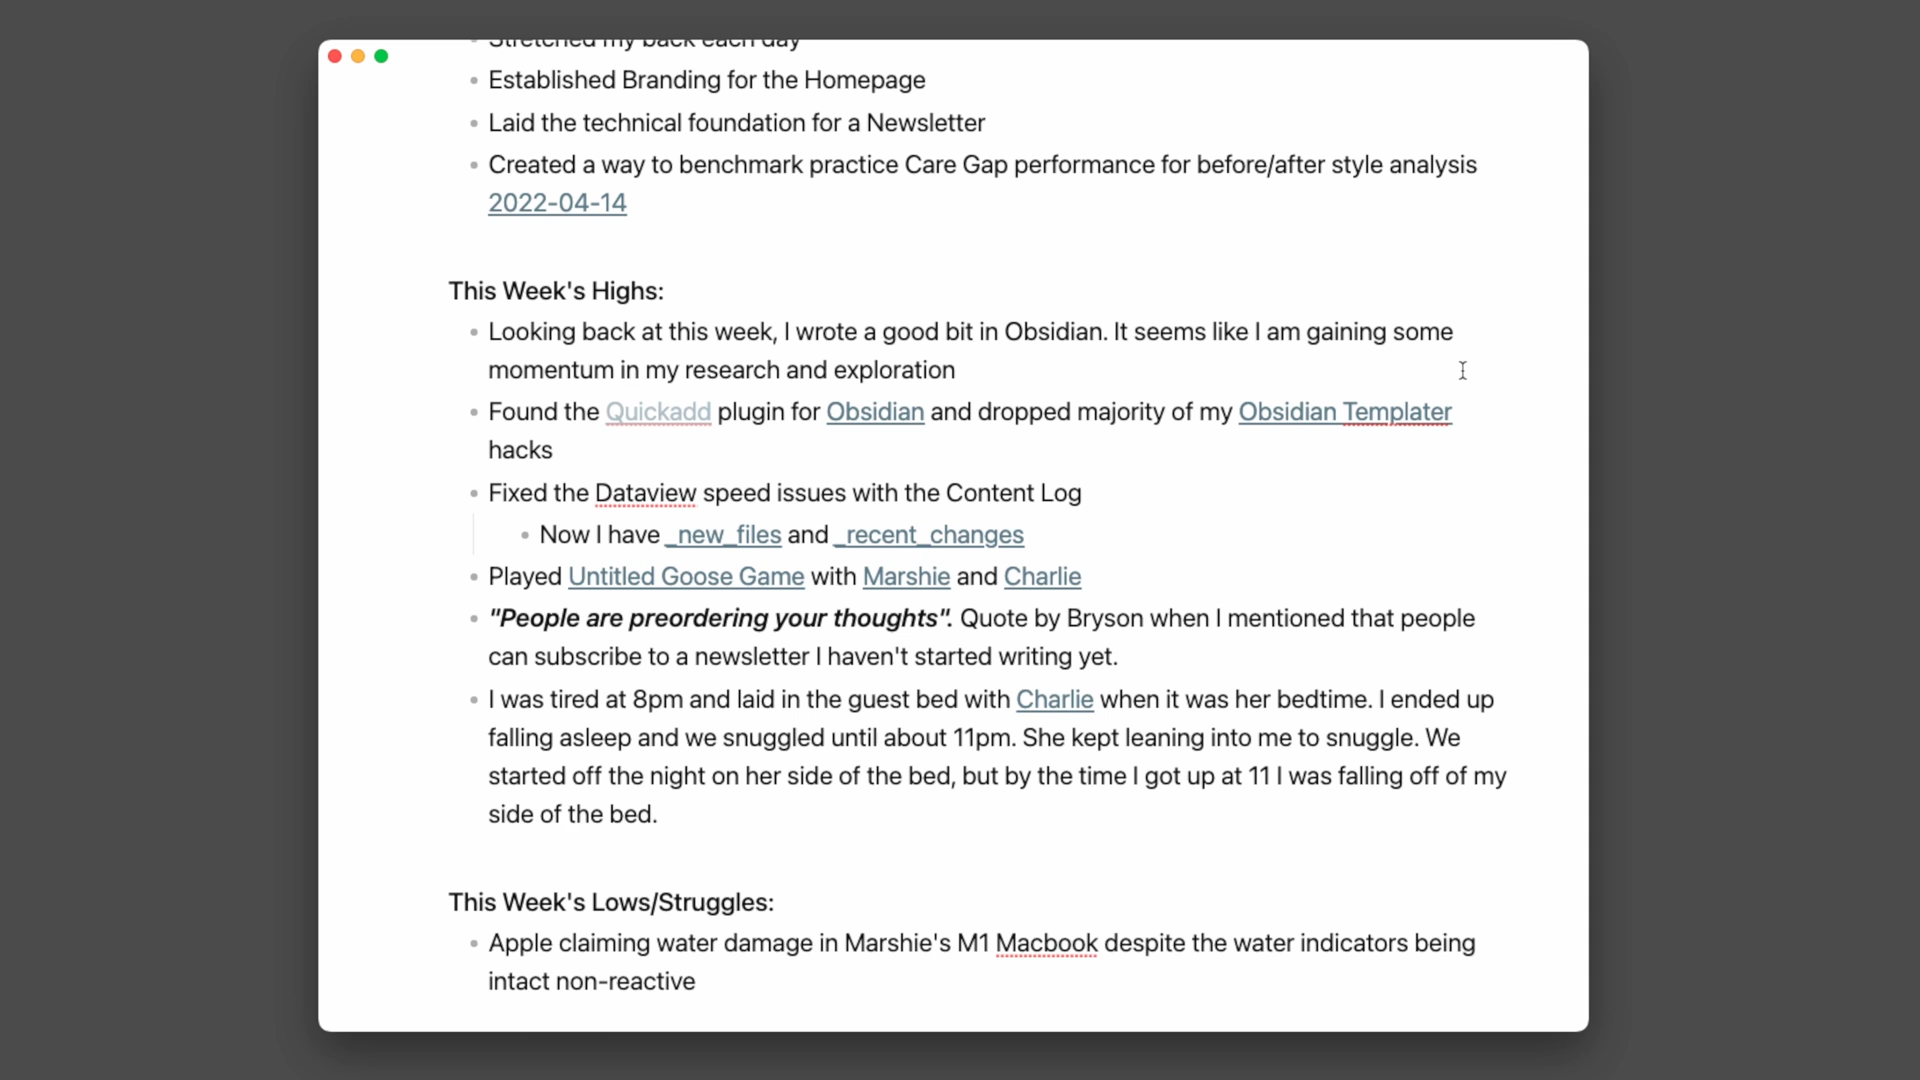 Stretched my back each day
Established Branding for the Homepage
Laid the technical foundation for a Newsletter
Created a way to benchmark practice Care Gap performance for before/after style analysis
2022-04-14
This Week's Highs:
Looking back at this week, I wrote a good bit in Obsidian. It seems like I am gaining some
momentum in my research and exploration
Found the Quickadd plugin for Obsidian and dropped majority of my Obsidian Templater
hacks
Fixed the Dataview speed issues with the Content Log
Now I have _new_files and _recent_changes
Played Untitled Goose Game with Marshie and Charlie
"People are preordering your thoughts". Quote by Bryson when I mentioned that people
can subscribe to a newsletter I haven't started writing yet.
I was tired at 8pm and laid in the guest bed with Charlie when it was her bedtime. I ended up
falling asleep and we snuggled until about 11pm. She kept leaning into me to snuggle. We
started off the night on her side of the bed, but by the time I got up at 11 I was falling off of my
side of the bed.
This Week's Lows/Struggles:
Apple claiming water damage in Marshie's M1 Macbook despite the water indicators being
intact non-reactive